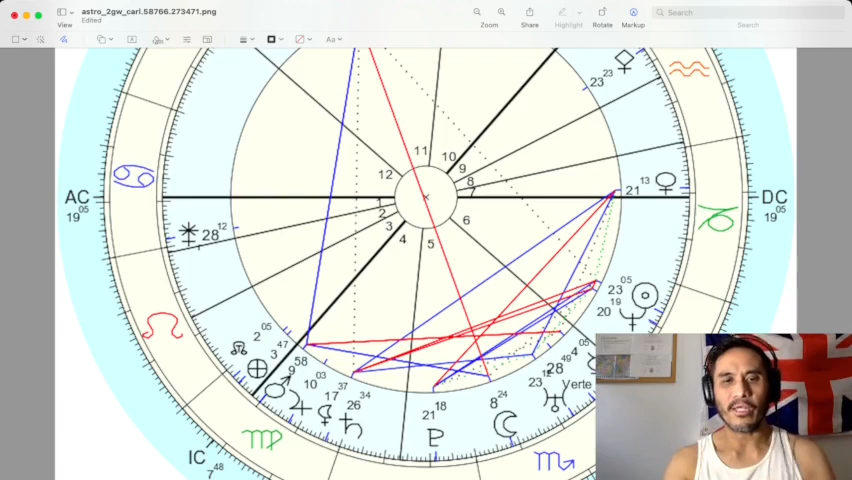 astro_2gw_carl.58766.273471.png
Edited
View
Zoom
Share
Highlight
Rotate
Markup
Search
Search
Aa
23 23
11
10
9
8
7
12
1
2
3
4
5
6
21 13
AC
19 05
DC
19 05
28 12
23 05
20 19
2 05
47
58
9
10 03
17 37
26 34
21 18
8 24
23 12
28 49
4 05
Verte
IC
7 48